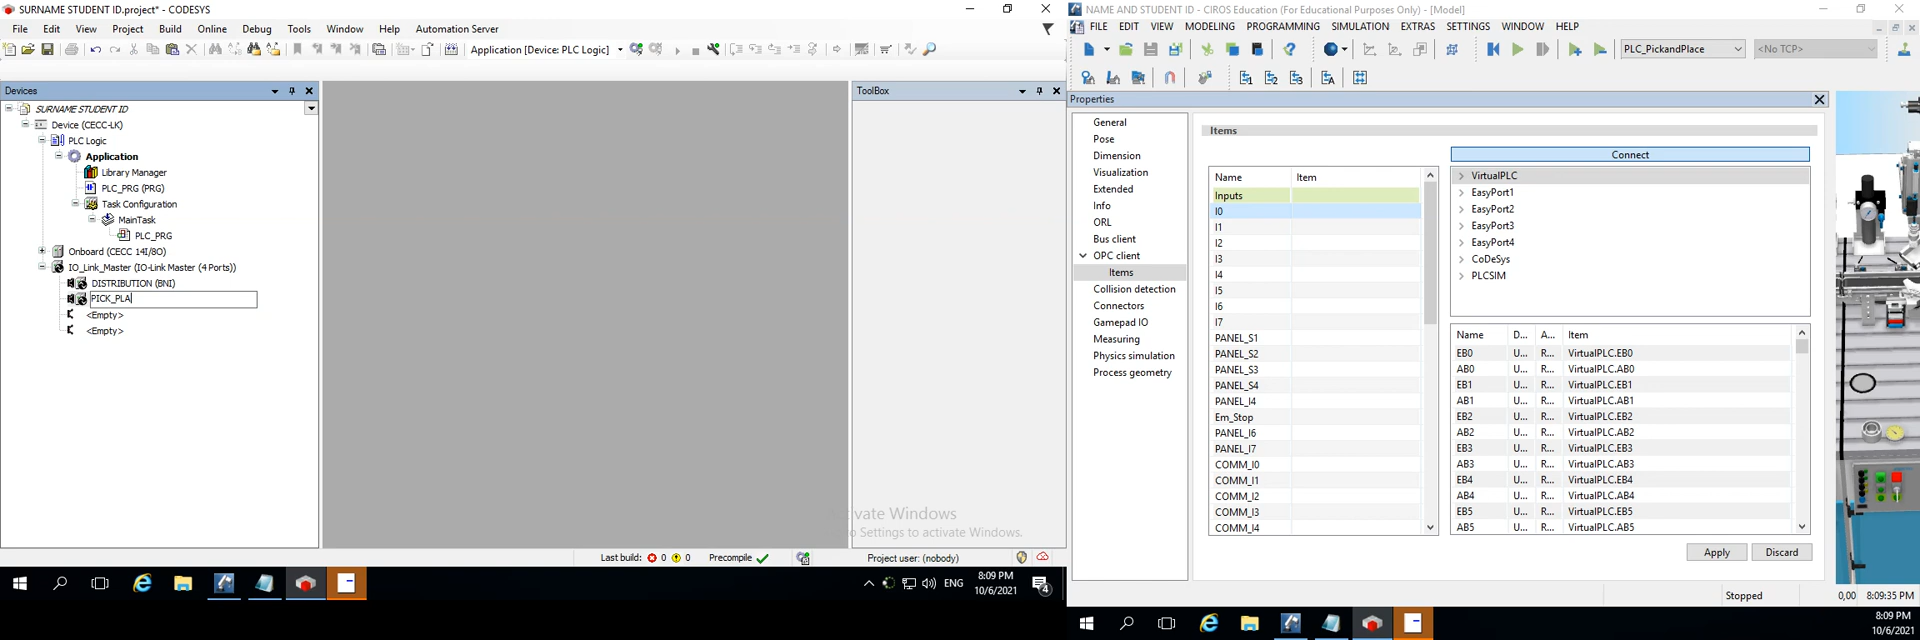 SURNAME STUDENT ID.project* - CODESYS
File Edit View Project Build Online Debug Tools Window Help Automation Server
Application [Device: PLC Logic]
Devices
SURNAME STUDENT ID
Device (CECC-LK)
PLC Logic
Application
Library Manager
PLC_PRG (PRG)
Task Configuration
MainTask
PLC_PRG
Onboard (CECC 14I/8O)
IO_Link_Master (IO-Link Master (4 Ports))
DISTRIBUTION (BNI)
PICK_PLA
<Empty>
<Empty>
ToolBox
Last build: 0 0 Precompile
Project user: (nobody)
ENG
8:09 PM
10/6/2021
4
NAME AND STUDENT ID - CIROS Education (For Educational Purposes Only) - [Model]
FILE EDIT VIEW MODELING PROGRAMMING SIMULATION EXTRAS SETTINGS WINDOW HELP
PLC_PickandPlace
<No TCP>
Properties
General
Pose
Dimension
Visualization
Extended
Info
ORL
Bus client
OPC client
Items
Collision detection
Connectors
Gamepad IO
Measuring
Physics simulation
Process geometry
Items
Name Item
Inputs
I0
I1
I2
I3
I4
I5
I6
I7
PANEL_S1
PANEL_S2
PANEL_S3
PANEL_S4
PANEL_I4
Em_Stop
PANEL_I6
PANEL_I7
COMM_I0
COMM_I1
COMM_I2
COMM_I3
COMM_I4
Connect
VirtualPLC
EasyPort1
EasyPort2
EasyPort3
EasyPort4
CoDeSys
PLCSIM
Name D... A... Item
EB0 U... R... VirtualPLC.EB0
AB0 U... R... VirtualPLC.AB0
EB1 U... R... VirtualPLC.EB1
AB1 U... R... VirtualPLC.AB1
EB2 U... R... VirtualPLC.EB2
AB2 U... R... VirtualPLC.AB2
EB3 U... R... VirtualPLC.EB3
AB3 U... R... VirtualPLC.AB3
EB4 U... R... VirtualPLC.EB4
AB4 U... R... VirtualPLC.AB4
EB5 U... R... VirtualPLC.EB5
AB5 U... R... VirtualPLC.AB5
Apply Discard
Stopped
0,00 8:09:35 PM
8:09 PM
10/6/2021